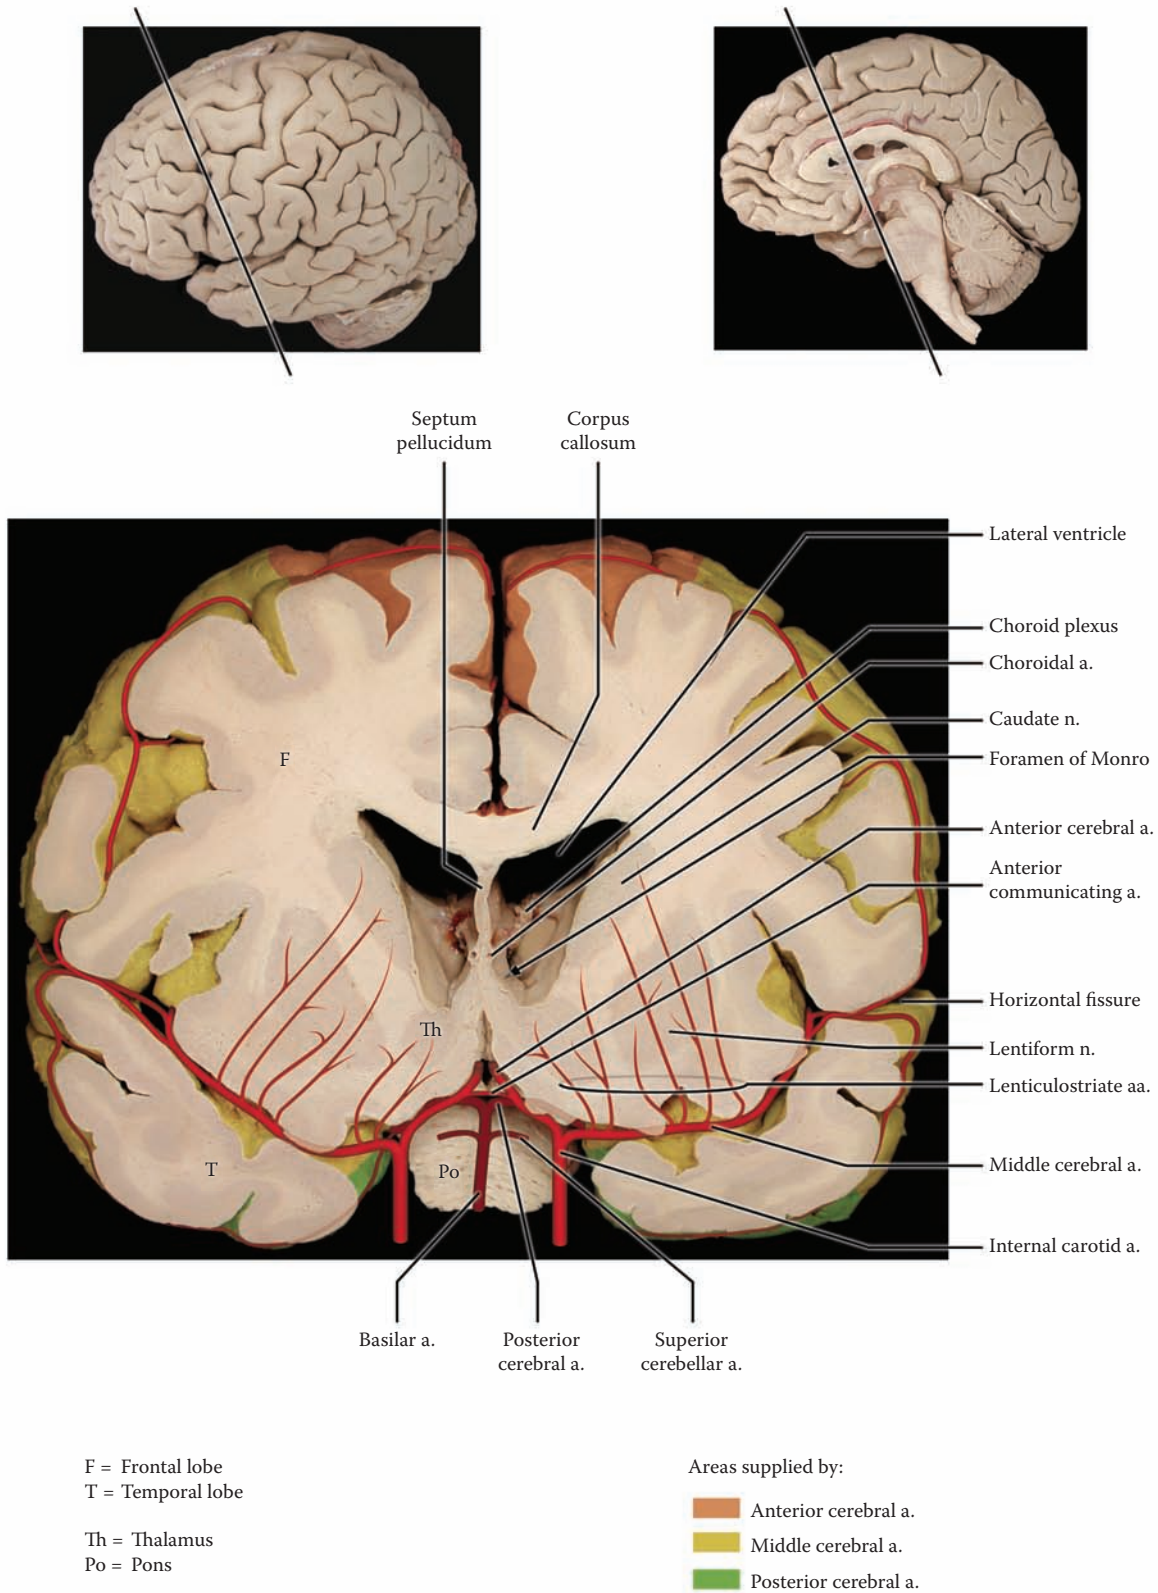 Septum
pellucidum
Corpus
callosum
Lateral ventricle
Choroid plexus
Choroidal a.
Caudate n.
Foramen of Monro
Anterior cerebral a.
Anterior
communicating a.
Horizontal fissure
Lentiform n.
Lenticulostriate aa.
Middle cerebral a.
Internal carotid a.
F
Th
T
Po
Basilar a.
Posterior
cerebral a.
Superior
cerebellar a.
F = Frontal lobe
T = Temporal lobe
Th = Thalamus
Po = Pons
Areas supplied by:
Anterior cerebral a.
Middle cerebral a.
Posterior cerebral a.